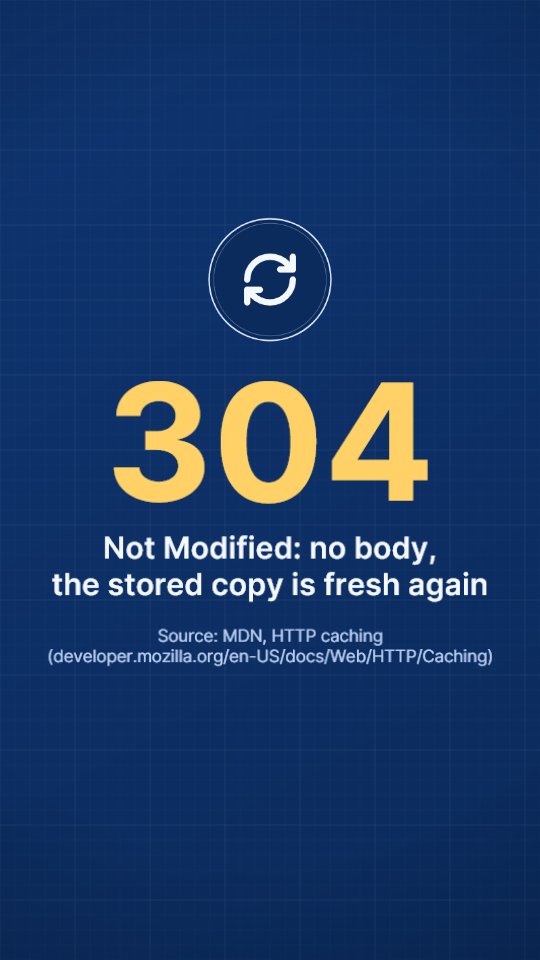 304
Not Modified: no body,
the stored copy is fresh again
Source: MDN, HTTP caching
(developer.mozilla.org/en-US/docs/Web/HTTP/Caching)